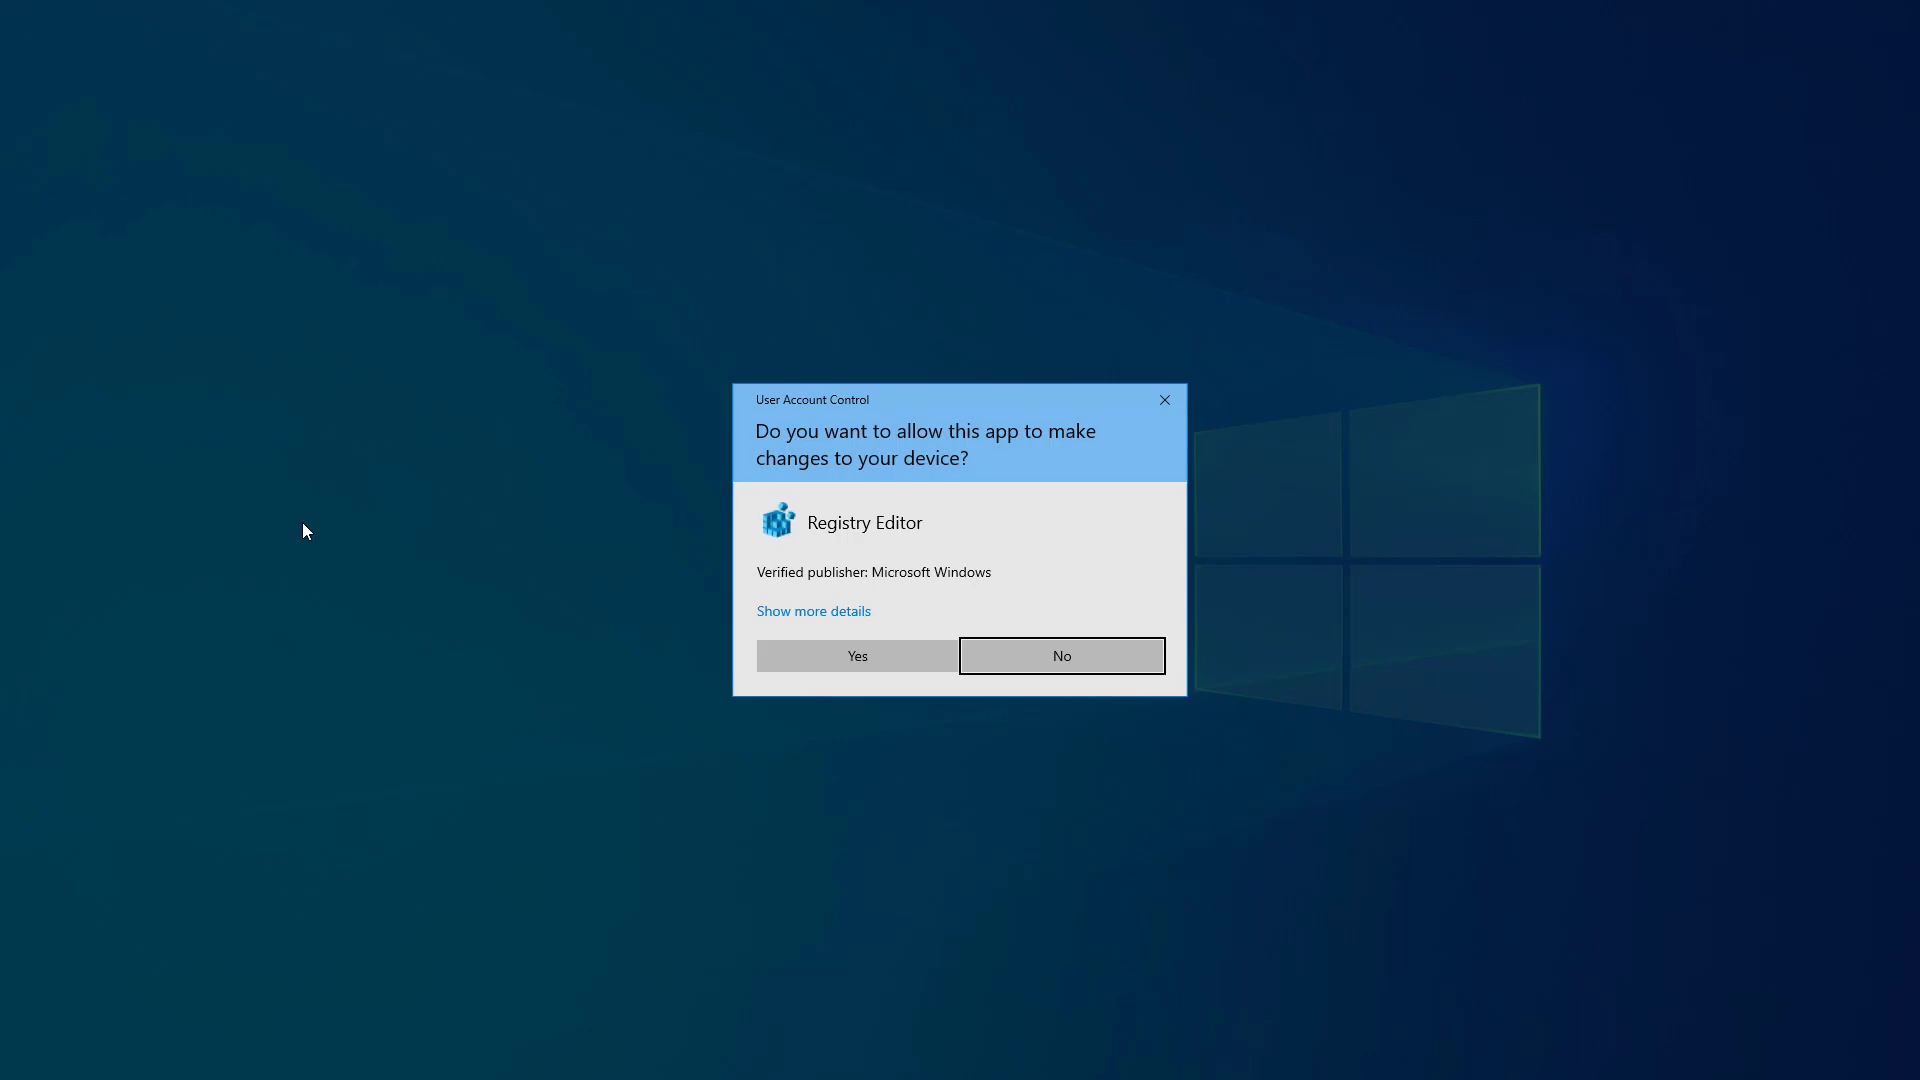 User Account Control
Do you want to allow this app to make
changes to your device?
Registry Editor
Verified publisher: Microsoft Windows
Show more details
Yes
No